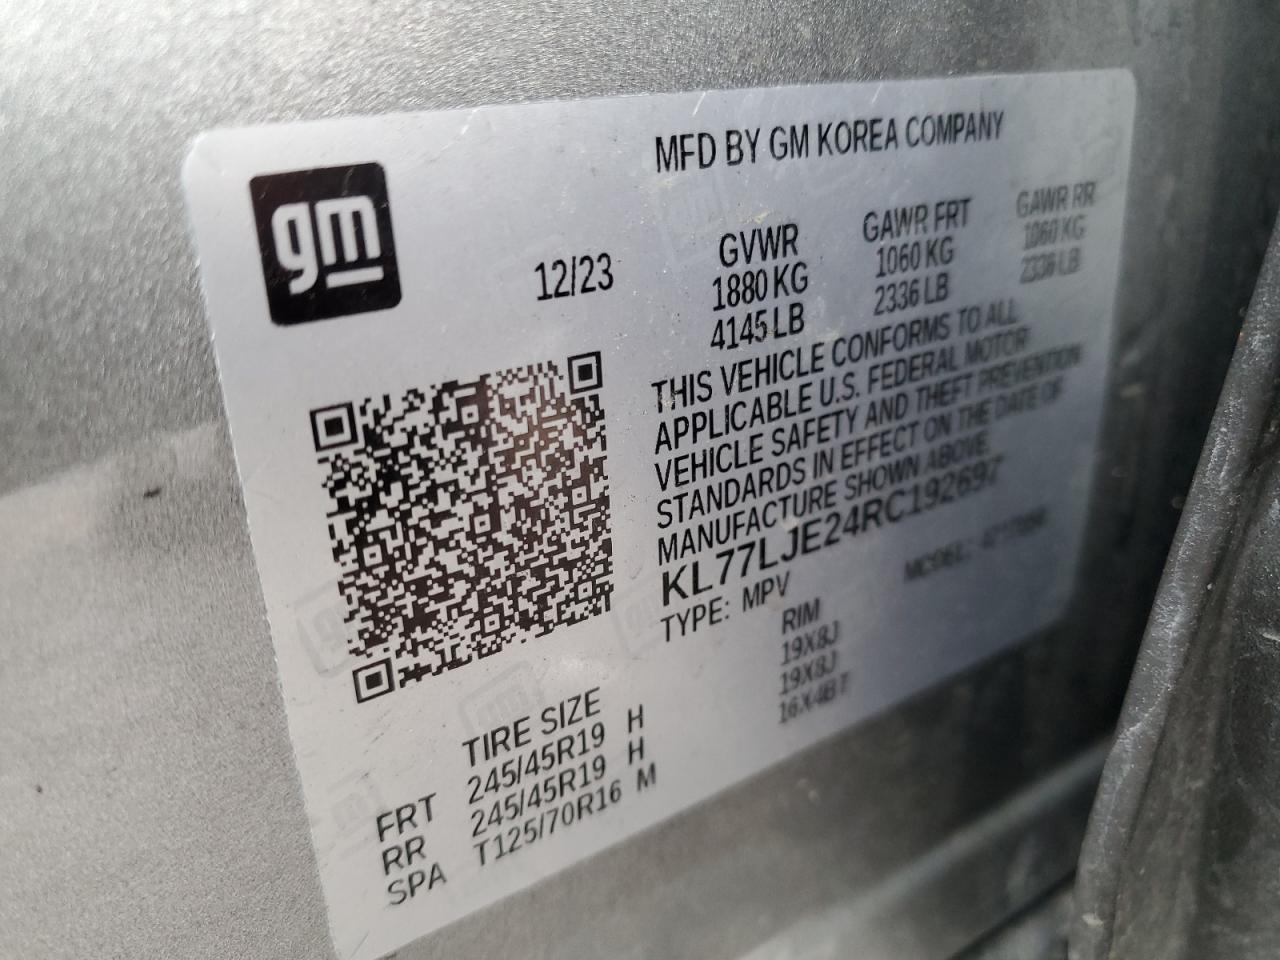 gm
MFD BY GM KOREA COMPANY
12/23
GVWR
1880 KG
4145 LB
GAWR FRT
1060 KG
2336 LB
GAWR RR
1060 KG
2336 LB
THIS VEHICLE CONFORMS TO ALL
APPLICABLE U.S. FEDERAL MOTOR
VEHICLE SAFETY AND THEFT PREVENTION
STANDARDS IN EFFECT ON THE DATE OF
MANUFACTURE SHOWN ABOVE
KL77LJE24RC192697
TYPE: MPV MODEL:
TIRE SIZE RIM
FRT 245/45R19 H 19X8J
RR 245/45R19 H 19X8J
SPA T125/70R16 M 16X4B T